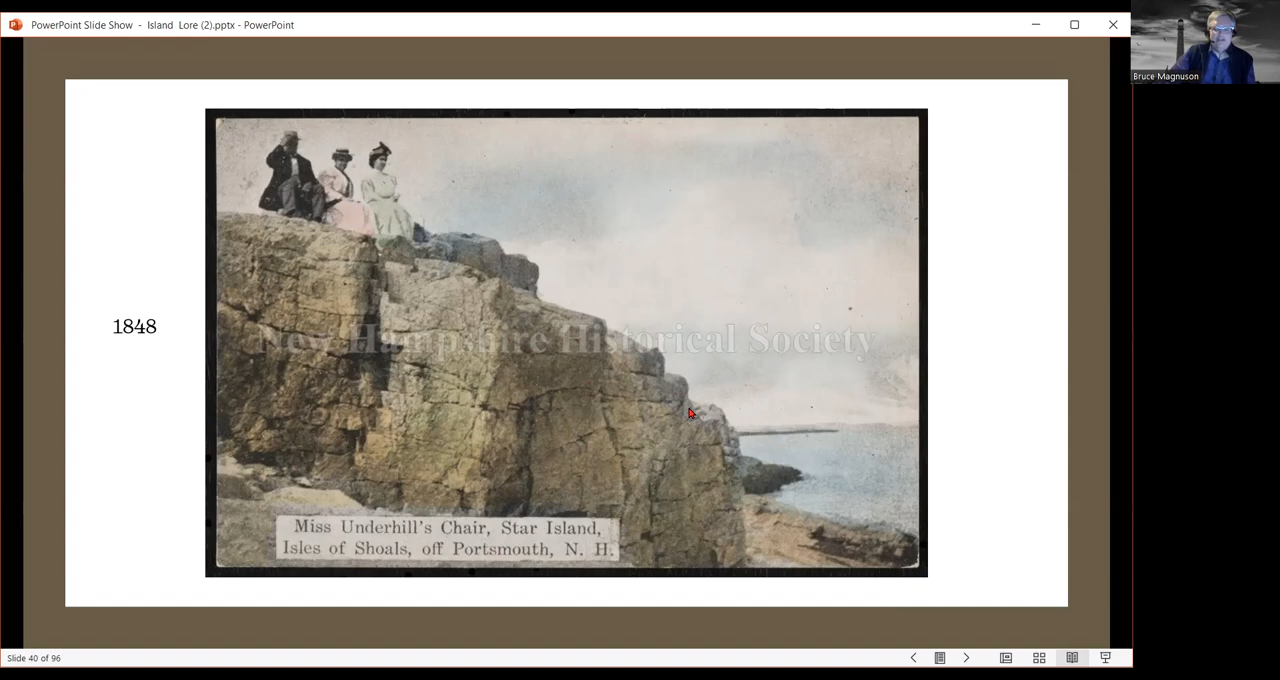 PowerPoint Slide Show  -  Island  Lore (2).pptx - PowerPoint
Bruce Magnuson
1848
New Hampshire Historical Society
Miss Underhill's Chair, Star Island,
Isles of Shoals, off Portsmouth, N. H.
Slide 40 of 96